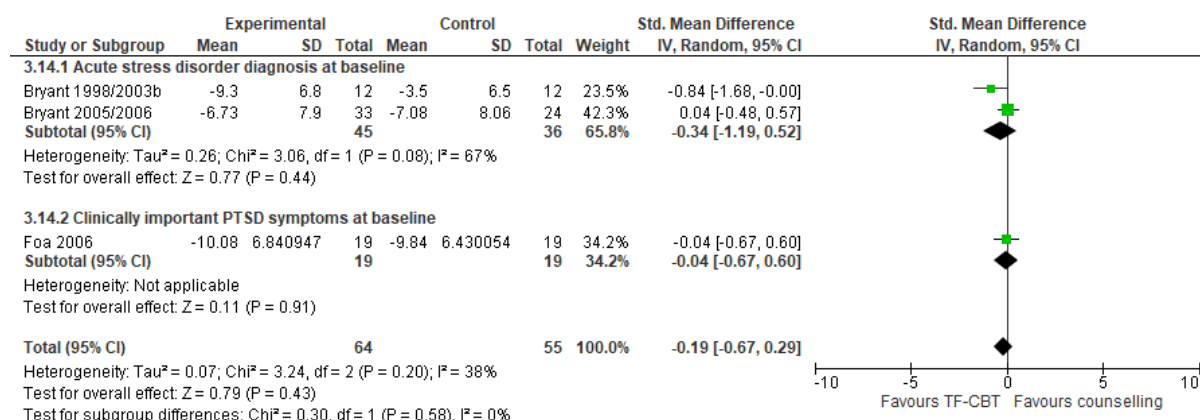 Experimental Control Std. Mean Difference Std. Mean Difference
Study or Subgroup Mean SD Total Mean SD Total Weight IV, Random, 95% CI IV, Random, 95% CI
3.14.1 Acute stress disorder diagnosis at baseline
Bryant 1998/2003b -9.3 6.8 12 -3.5 6.5 12 23.5% -0.84 [-1.68, -0.00]
Bryant 2005/2006 -6.73 7.9 33 -7.08 8.06 24 42.3% 0.04 [-0.48, 0.57]
Subtotal (95% CI) 45 36 65.8% -0.34 [-1.19, 0.52]
Heterogeneity: Tau² = 0.26; Chi² = 3.06, df = 1 (P = 0.08); I² = 67%
Test for overall effect: Z = 0.77 (P = 0.44)
3.14.2 Clinically important PTSD symptoms at baseline
Foa 2006 -10.08 6.840947 19 -9.84 6.430054 19 34.2% -0.04 [-0.67, 0.60]
Subtotal (95% CI) 19 19 34.2% -0.04 [-0.67, 0.60]
Heterogeneity: Not applicable
Test for overall effect: Z = 0.11 (P = 0.91)
Total (95% CI) 64 55 100.0% -0.19 [-0.67, 0.29]
Heterogeneity: Tau² = 0.07; Chi² = 3.24, df = 2 (P = 0.20); I² = 38%
Test for overall effect: Z = 0.79 (P = 0.43)
Test for subgroup differences: Chi² = 0.30, df = 1 (P = 0.58), I² = 0%
-10 -5 0 5 10
Favours TF-CBT Favours counselling